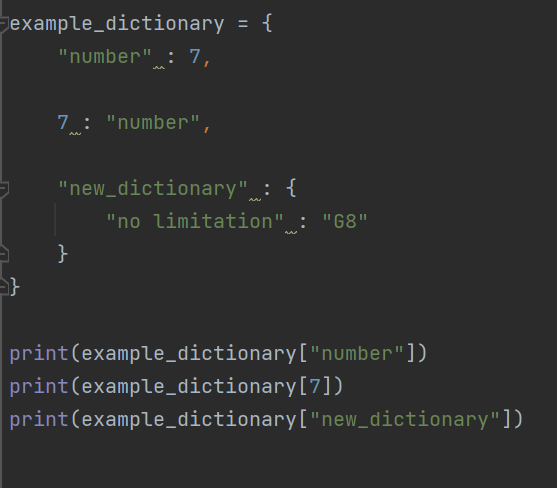 example_dictionary = {
    "number" : 7,
    7 : "number",
    "new_dictionary" : {
        "no limitation" : "G8"
    }
}
print(example_dictionary["number"])
print(example_dictionary[7])
print(example_dictionary["new_dictionary"])